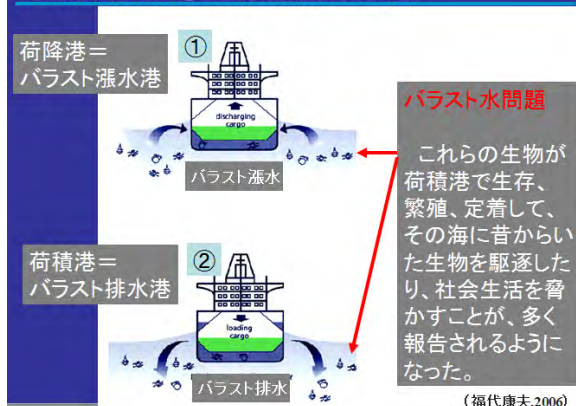 荷降港＝
バラスト漲水港
①
discharging
cargo
バラスト漲水
荷積港＝
バラスト排水港
②
loading
cargo
バラスト排水
バラスト水問題
これらの生物が
荷積港で生存、
繁殖、定着して、
その海に昔からい
た生物を駆逐した
り、社会生活を脅
かすことが、多く
報告されるように
なった。
(福代康夫.2006)